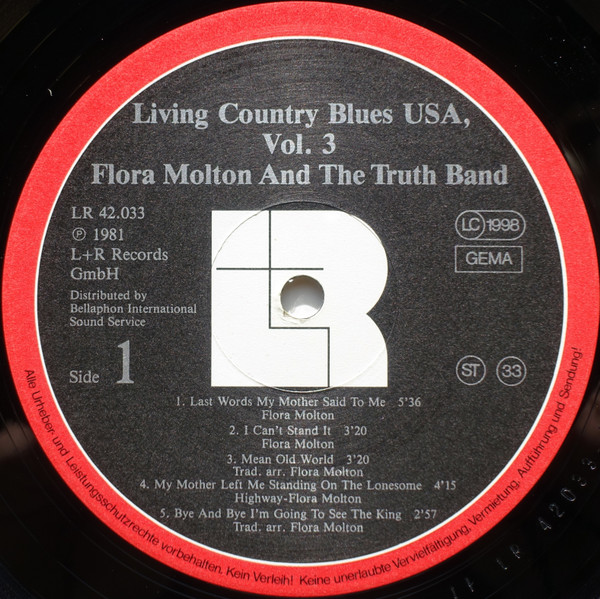 Living Country Blues USA,
Vol. 3
Flora Molton And The Truth Band
LR 42.033
℗ 1981
L+R Records
GmbH
Distributed by
Bellaphon International
Sound Service
LC 1998
GEMA
LR
Side 1
ST 33
1. Last Words My Mother Said To Me 5'36
Flora Molton
2. I Can't Stand It 3'20
Flora Molton
3. Mean Old World 3'20
Trad. arr. Flora Molton
4. My Mother Left Me Standing On The Lonesome 4'15
Highway-Flora Molton
5. Bye And Bye I'm Going To See The King 2'57
Trad. arr. Flora Molton
Alle Urheber- und Leistungsschutzrechte vorbehalten. Kein Verleih! Keine unerlaubte Vervielfältigung, Vermietung, Aufführung und Sendung!
LR 42033